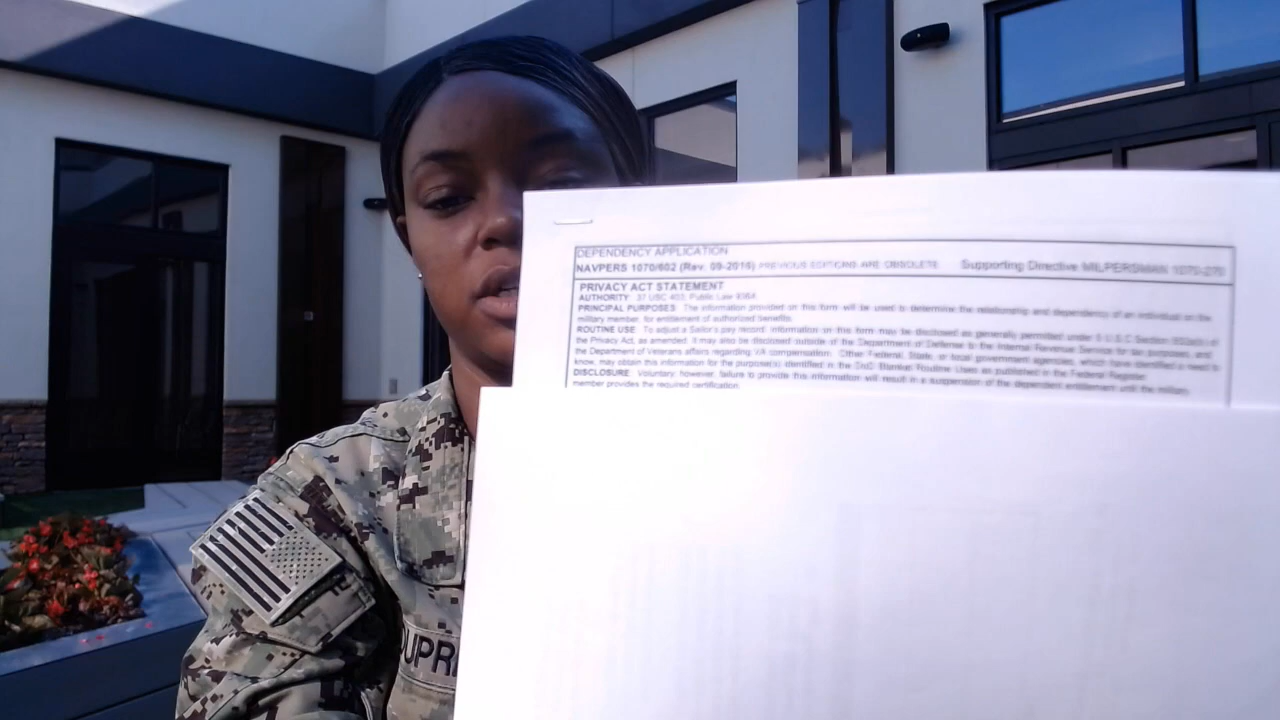 DEPENDENCY APPLICATION
NAVPERS 1070/602 (Rev. 09-2016) PREVIOUS EDITIONS ARE OBSOLETE Supporting Directive MILPERSMAN 1070-270
PRIVACY ACT STATEMENT
AUTHORITY: 37 USC 403, Public Law
PRINCIPAL PURPOSES: The information provided on this form will be used to determine the relationship and dependency of an individual on the
military member, for entitlement of authorized benefits.
ROUTINE USE: To adjust a Sailor's pay record, information on this form may be disclosed as generally permitted under 5 U.S.C Section 552a(b) of
the Privacy Act, as amended. It may also be disclosed outside of the Department of Defense to the Internal Revenue Service for tax purposes, and
the Department of Veterans affairs regarding VA compensation. Other Federal, State, or local government agencies, which have identified a need to
know, may obtain this information for the purpose(s) identified in the DoD Blanket Routine Uses as published in the Federal Register.
DISCLOSURE: Voluntary; however, failure to provide this information will result in a suspension of the dependent entitlement until the military
member provides the required certification.
DUPR